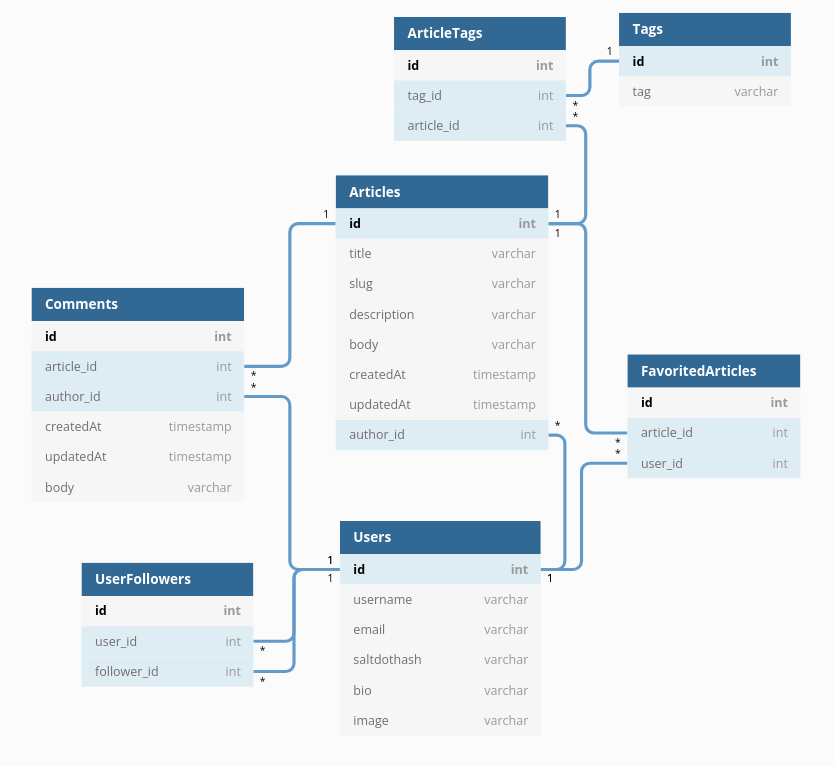 ArticleTags
id int
tag_id int
article_id int
Tags
id int
tag varchar
1
*
*
Articles
id int
title varchar
slug varchar
description varchar
body varchar
createdAt timestamp
updatedAt timestamp
author_id int
1
1
1
*
Comments
id int
article_id int
author_id int
createdAt timestamp
updatedAt timestamp
body varchar
*
*
FavoritedArticles
id int
article_id int
user_id int
*
*
Users
id int
username varchar
email varchar
saltdothash varchar
bio varchar
image varchar
1
1
1
UserFollowers
id int
user_id int
follower_id int
*
*